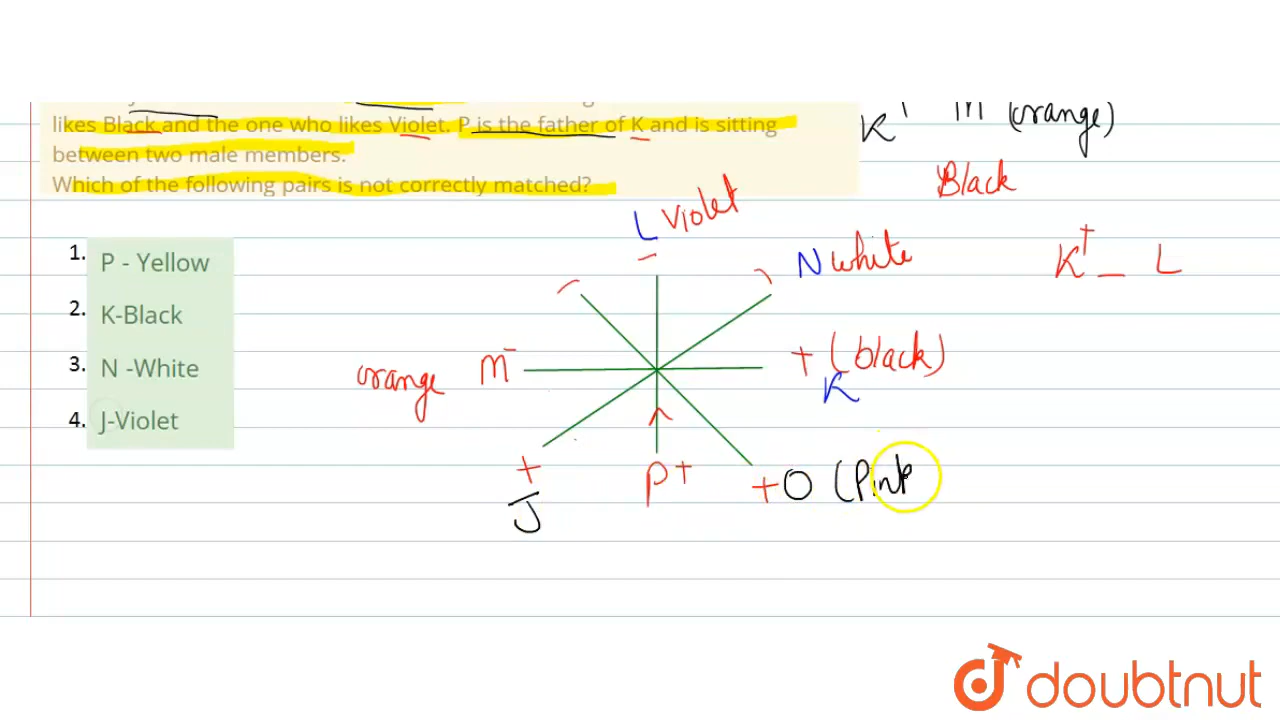 likes Black and the one who likes Violet. P is the father of K and is sitting
between two male members.
Which of the following pairs is not correctly matched?
1. P - Yellow
2. K-Black
3. N -White
4. J-Violet
K+ m (orange)
Black
K+ _ L
L Violet
N white
+ (black)
K
orange m-
+
J
P+
+O (Pink
doubtnut